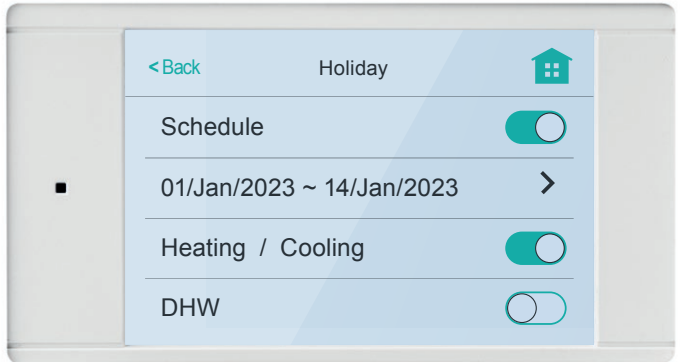 < Back Holiday
Schedule
01/Jan/2023 ~ 14/Jan/2023
Heating / Cooling
DHW